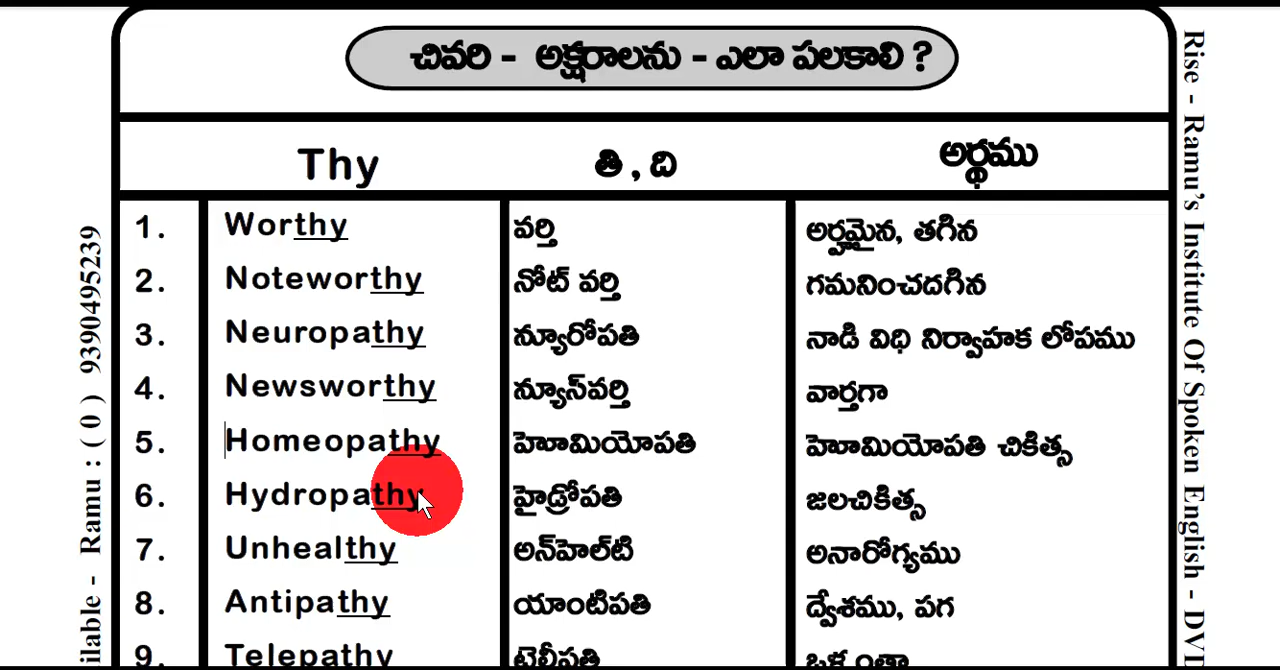 చివరి - అక్షరాలను - ఎలా పలకాలి ?
Thy తి , ది అర్థము
1. Worthy వర్తి అర్హమైన, తగిన
2. Noteworthy నోట్ వర్తి గమనించదగిన
3. Neuropathy న్యూరోపతి నాడి విధి నిర్వాహక లోపము
4. Newsworthy న్యూస్‌వర్తి వార్తగా
5. Homeopathy హెూమియోపతి హెూమియోపతి చికిత్స
6. Hydropathy హైడ్రోపతి జలచికిత్స
7. Unhealthy అన్‌హెల్‌టి అనారోగ్యము
8. Antipathy యాంటిపతి ద్వేశము, పగ
9. Telepathy టెలీపతి
ilable - Ramu : ( 0 ) 9390495239
Rise - Ramu's Institute Of Spoken English - DVD